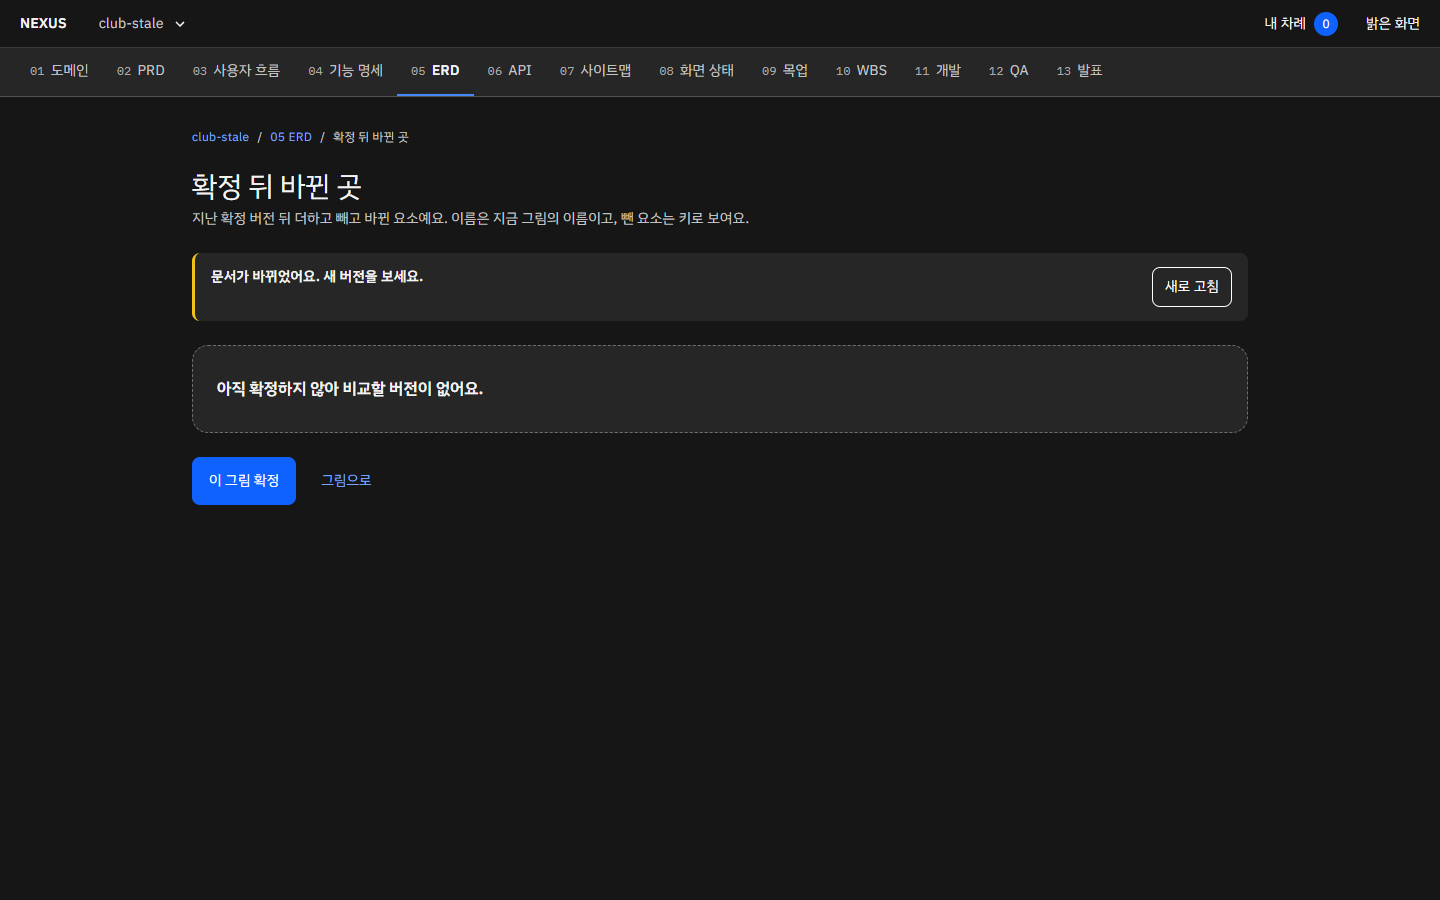 NEXUS club-stale 내 차례 0 밝은 화면
01 도메인 02 PRD 03 사용자 흐름 04 기능 명세 05 ERD 06 API 07 사이트맵 08 화면 상태 09 목업 10 WBS 11 개발 12 QA 13 발표
club-stale / 05 ERD / 확정 뒤 바뀐 곳
확정 뒤 바뀐 곳
지난 확정 버전 뒤 더하고 빼고 바뀐 요소예요. 이름은 지금 그림의 이름이고, 뺀 요소는 키로 보여요.
문서가 바뀌었어요. 새 버전을 보세요.
새로 고침
아직 확정하지 않아 비교할 버전이 없어요.
이 그림 확정 그림으로